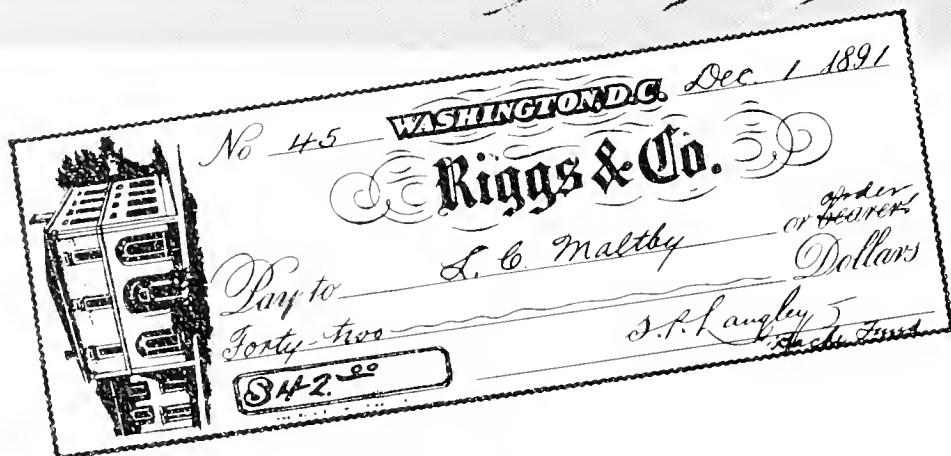 No 45 WASHINGTON, D.C. Dec. 1 1891
Riggs & Co.
order
Pay to L. C. Maltby or bearer
Forty-two Dollars
$42.00
S. P. Langley